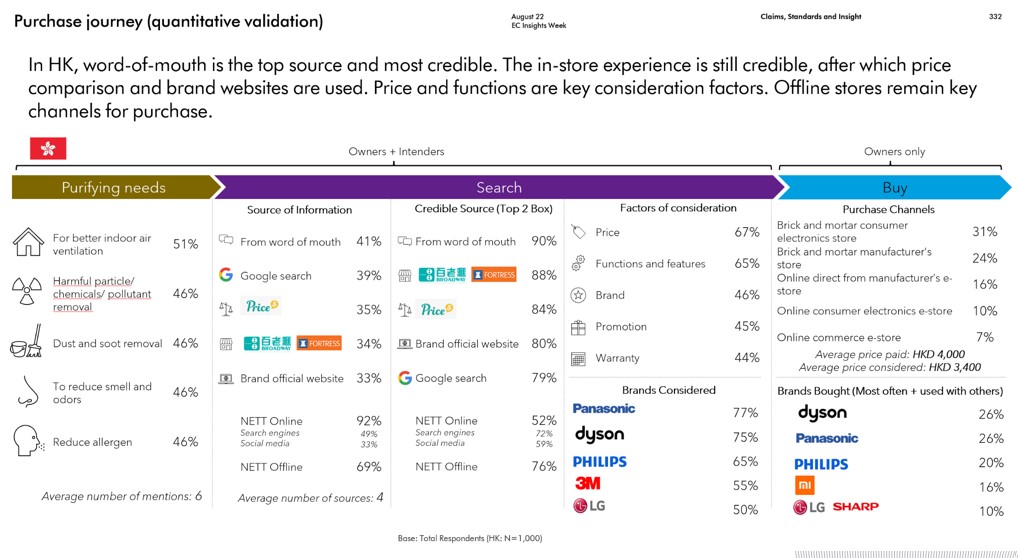 Purchase journey (quantitative validation)
August 22
EC Insights Week
Claims, Standards and Insight
332
In HK, word-of-mouth is the top source and most credible. The in-store experience is still credible, after which price
comparison and brand websites are used. Price and functions are key consideration factors. Offline stores remain key
channels for purchase.
Owners + Intenders
Owners only
Purifying needs
Search
Buy
For better indoor air
ventilation
51%
Harmful particle/
chemicals/ pollutant
removal
46%
Dust and soot removal
46%
To reduce smell and
odors
46%
Reduce allergen
46%
Average number of mentions: 6
Source of Information
From word of mouth
41%
Google search
39%
Price
35%
百老滙
BROADWAY
FORTRESS
34%
Brand official website
33%
NETT Online
92%
Search engines
49%
Social media
33%
NETT Offline
69%
Average number of sources: 4
Credible Source (Top 2 Box)
From word of mouth
90%
百老滙
BROADWAY
FORTRESS
88%
Price
84%
Brand official website
80%
Google search
79%
NETT Online
52%
Search engines
72%
Social media
59%
NETT Offline
76%
Factors of consideration
Price
67%
Functions and features
65%
Brand
46%
Promotion
45%
Warranty
44%
Brands Considered
Panasonic
77%
dyson
75%
PHILIPS
65%
3M
55%
LG
50%
Purchase Channels
Brick and mortar consumer
electronics store
31%
Brick and mortar manufacturer's
store
24%
Online direct from manufacturer's e-
store
16%
Online consumer electronics e-store
10%
Online commerce e-store
7%
Average price paid: HKD 4,000
Average price considered: HKD 3,400
Brands Bought (Most often + used with others)
dyson
26%
Panasonic
26%
PHILIPS
20%
mi
16%
LG SHARP
10%
Base: Total Respondents (HK: N=1,000)